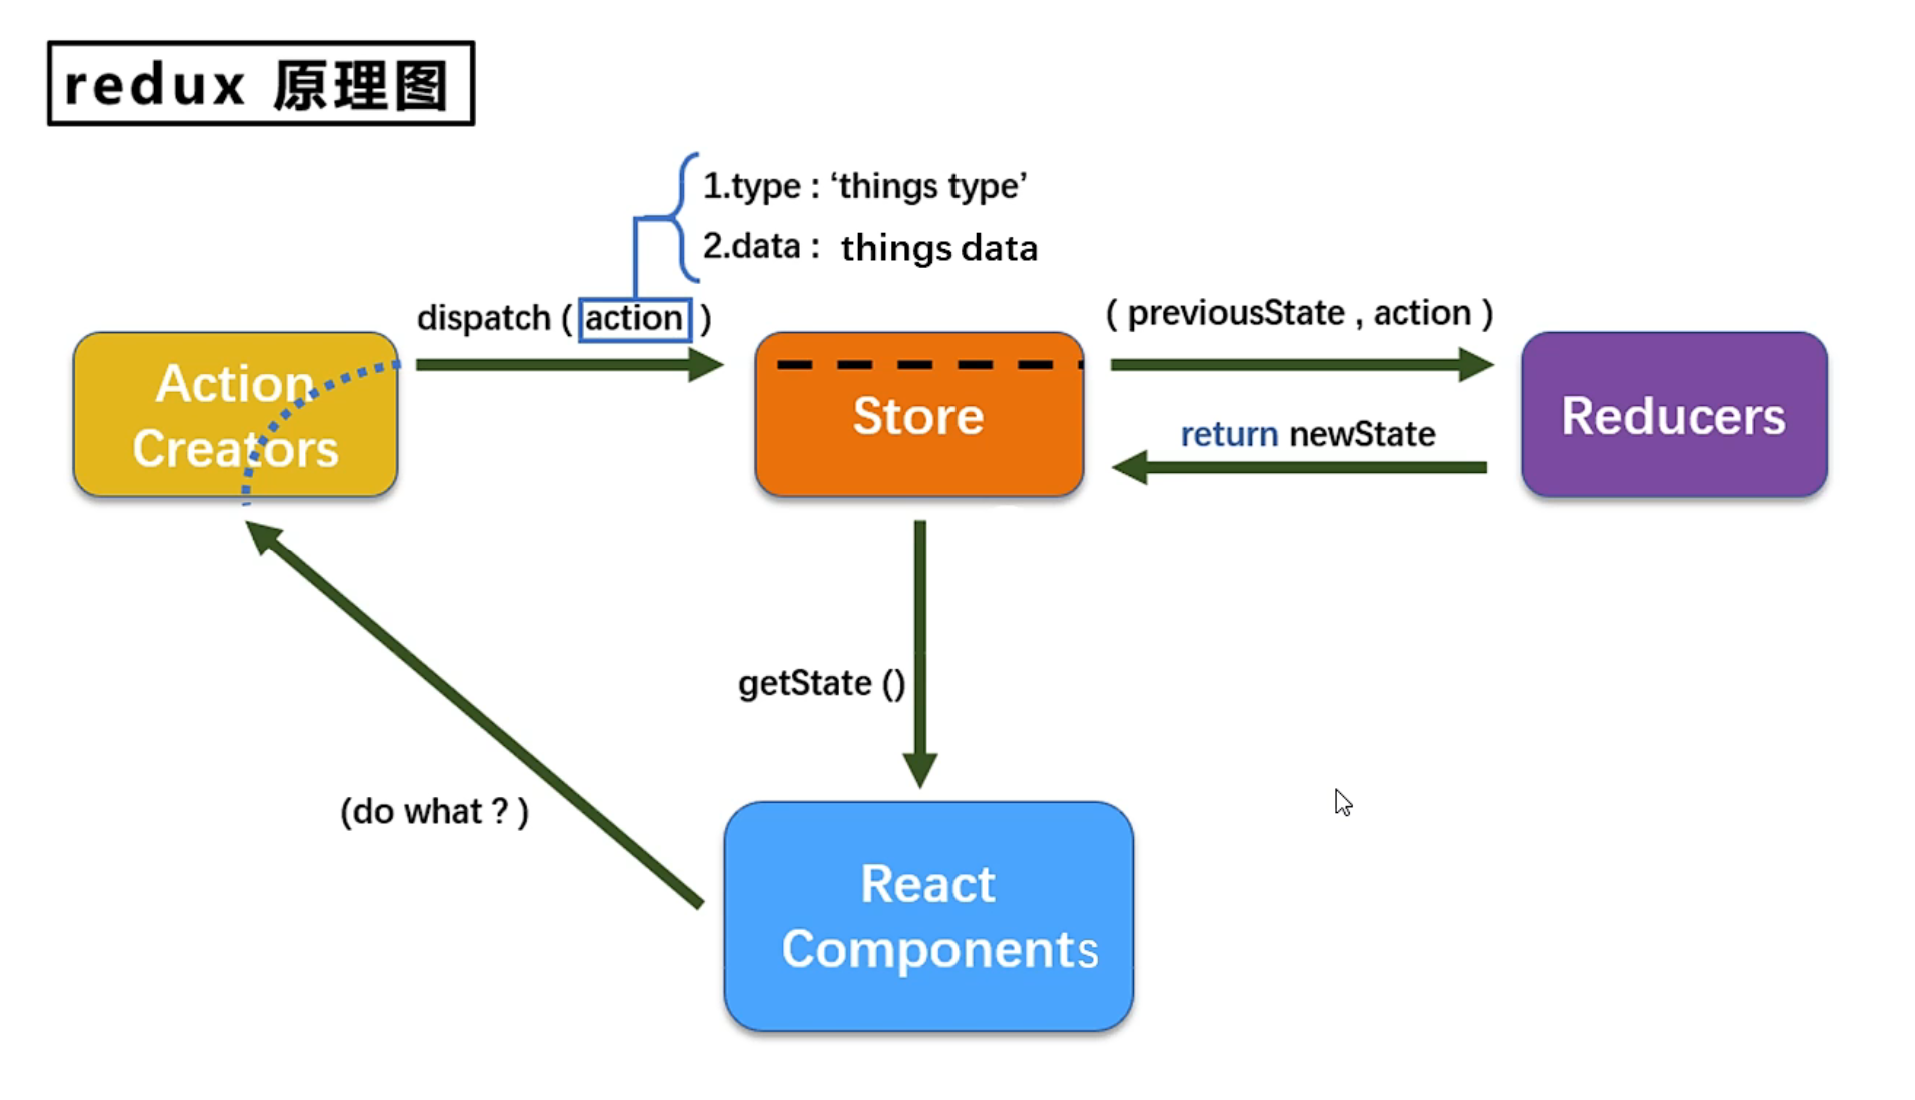 redux 原理图
1.type : ‘things type’
2.data : things data
dispatch ( action )
( previousState , action )
Action
Creators
Store
return newState
Reducers
getState ()
(do what ? )
React
Components